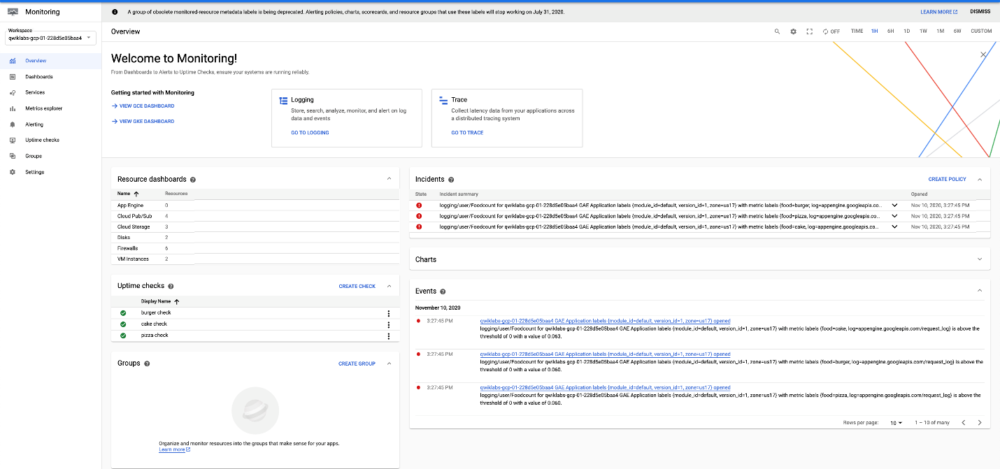 Monitoring
A group of obsolete monitored-resource metadata labels is being deprecated. Alerting policies, charts, scorecards, and resource groups that use these labels will stop working on July 31, 2020.
LEARN MORE
DISMISS
Workspace
qwiklabs-gcp-01-228d5e05baa4
Overview
Dashboards
Services
Metrics explorer
Alerting
Uptime checks
Groups
Settings
Overview
OFF
TIME 1H 6H 1D 1W 1M 6W CUSTOM
Welcome to Monitoring!
From Dashboards to Alerts to Uptime Checks, ensure your systems are running reliably.
Getting started with Monitoring
VIEW GCE DASHBOARD
VIEW GKE DASHBOARD
Logging
Store, search, analyze, monitor, and alert on log
data and events
GO TO LOGGING
Trace
Collect latency data from your applications across
a distributed tracing system
GO TO TRACE
Resource dashboards
Name Resources
App Engine 0
Cloud Pub/Sub 4
Cloud Storage 3
Disks 2
Firewalls 6
VM Instances 2
Uptime checks
CREATE CHECK
Display Name
burger check
cake check
pizza check
Groups
CREATE GROUP
Organize and monitor resources into the groups that make sense for your apps.
Learn more
Incidents
CREATE POLICY
State Incident summary Opened
logging/user/Foodcount for qwiklabs-gcp-01-228d5e05baa4 GAE Application labels {module_id=default, version_id=1, zone=us17} with metric labels {food=burger, log=appengine.googleapis.com... Nov 10, 2020, 3:27:45 PM
logging/user/Foodcount for qwiklabs-gcp-01-228d5e05baa4 GAE Application labels {module_id=default, version_id=1, zone=us17} with metric labels {food=pizza, log=appengine.googleapis.co... Nov 10, 2020, 3:27:45 PM
logging/user/Foodcount for qwiklabs-gcp-01-228d5e05baa4 GAE Application labels {module_id=default, version_id=1, zone=us17} with metric labels {food=cake, log=appengine.googleapis.co... Nov 10, 2020, 3:27:45 PM
Charts
Events
November 10, 2020
3:27:45 PM qwiklabs-gcp-01-228d5e05baa4 GAE Application labels {module_id=default, version_id=1, zone=us17} opened
logging/user/Foodcount for qwiklabs-gcp-01-228d5e05baa4 GAE Application labels {module_id=default, version_id=1, zone=us17} with metric labels {food=cake, log=appengine.googleapis.com/request_log} is above the
threshold of 0 with a value of 0.063.
3:27:45 PM qwiklabs-gcp-01-228d5e05baa4 GAE Application labels {module_id=default, version_id=1, zone=us17} opened
logging/user/Foodcount for qwiklabs-gcp-01-228d5e05baa4 GAE Application labels {module_id=default, version_id=1, zone=us17} with metric labels {food=burger, log=appengine.googleapis.com/request_log} is above the
threshold of 0 with a value of 0.060.
3:27:45 PM qwiklabs-gcp-01-228d5e05baa4 GAE Application labels {module_id=default, version_id=1, zone=us17} opened
logging/user/Foodcount for qwiklabs-gcp-01-228d5e05baa4 GAE Application labels {module_id=default, version_id=1, zone=us17} with metric labels {food=pizza, log=appengine.googleapis.com/request_log} is above the
threshold of 0 with a value of 0.060.
Rows per page: 10 1 – 10 of many